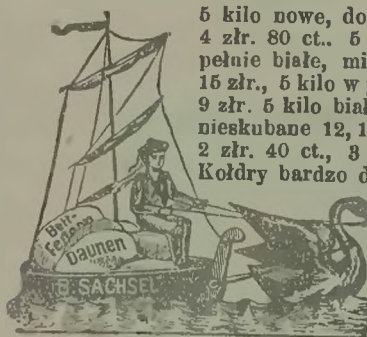 5 kilo nowe, do
4 złr. 80 ct.. 5
pełnie białe, mi
15 złr., 5 kilo w
9 złr. 5 kilo biał
nieskubane 12, 1
2 złr. 40 ct., 3
Kołdry bardzo d
Bett-
Federn
Daunen
B. SACHSEL